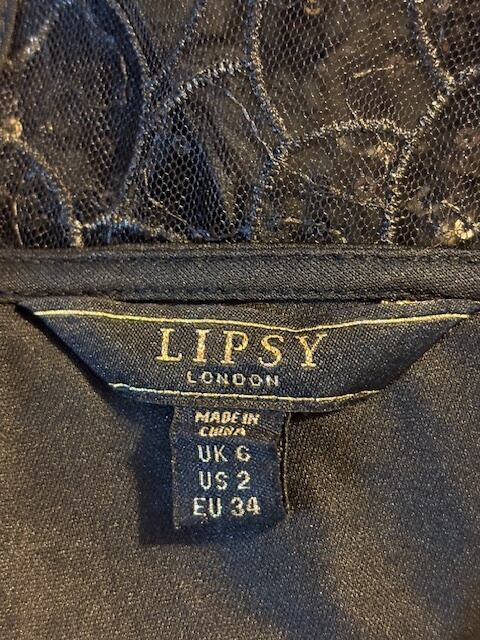 LIPSY
LONDON
MADE IN
CHINA
UK 6
US 2
EU 34